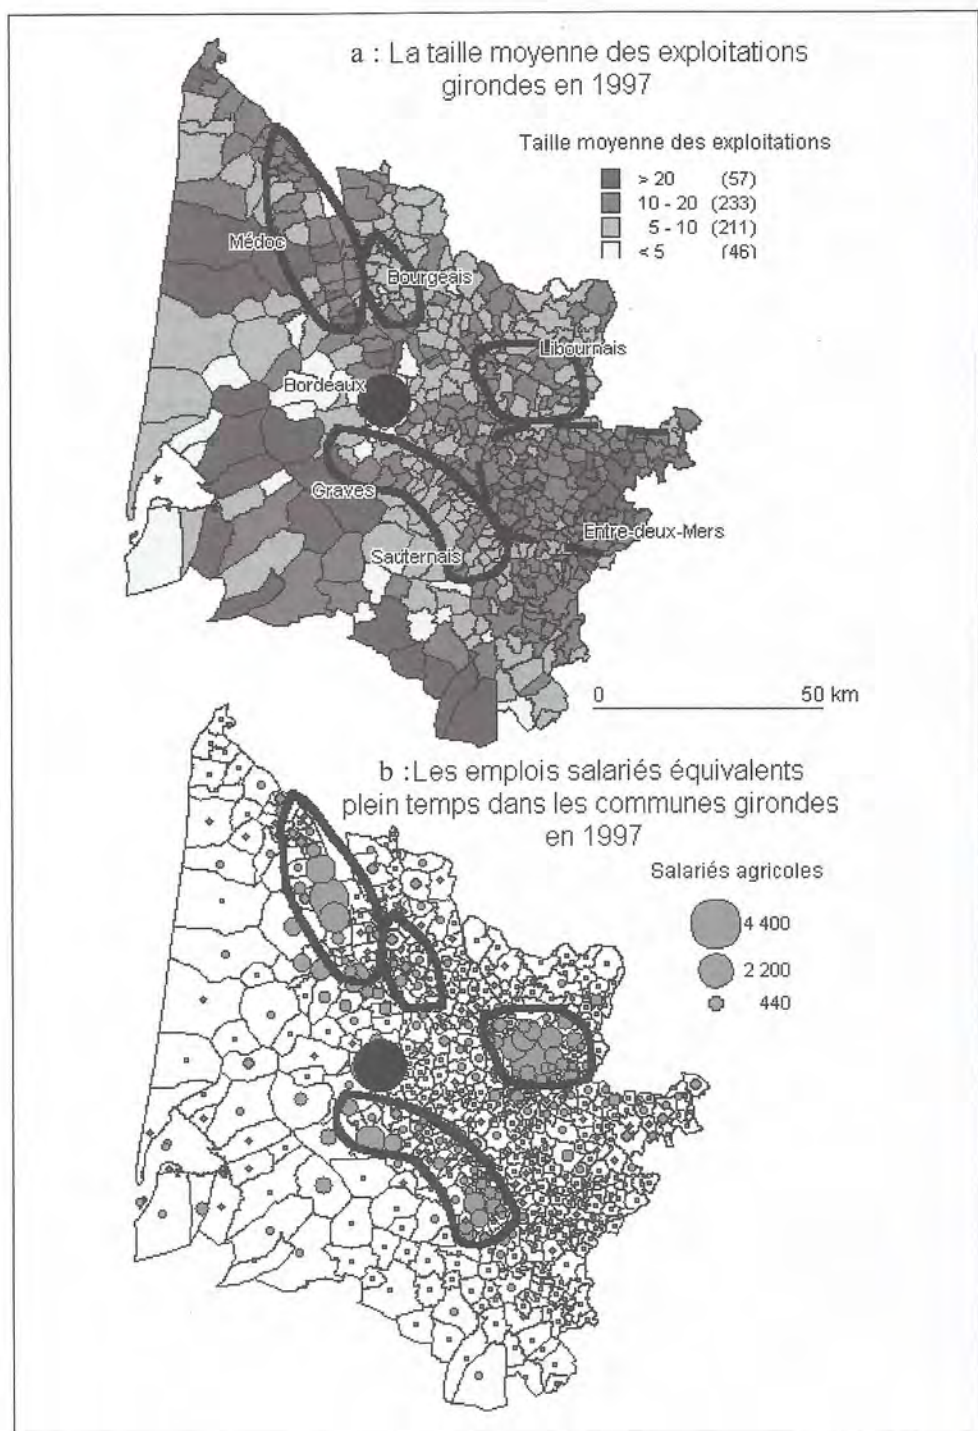 a : La taille moyenne des exploitations
girondes en 1997
Taille moyenne des exploitations
> 20 (57)
10 - 20 (233)
5 - 10 (211)
< 5 (46)
Médoc
Bourgeais
Libournais
Bordeaux
Graves
Entre-deux-Mers
Sauternais
0 50 km
b : Les emplois salariés équivalents
plein temps dans les communes girondes
en 1997
Salariés agricoles
4 400
2 200
440